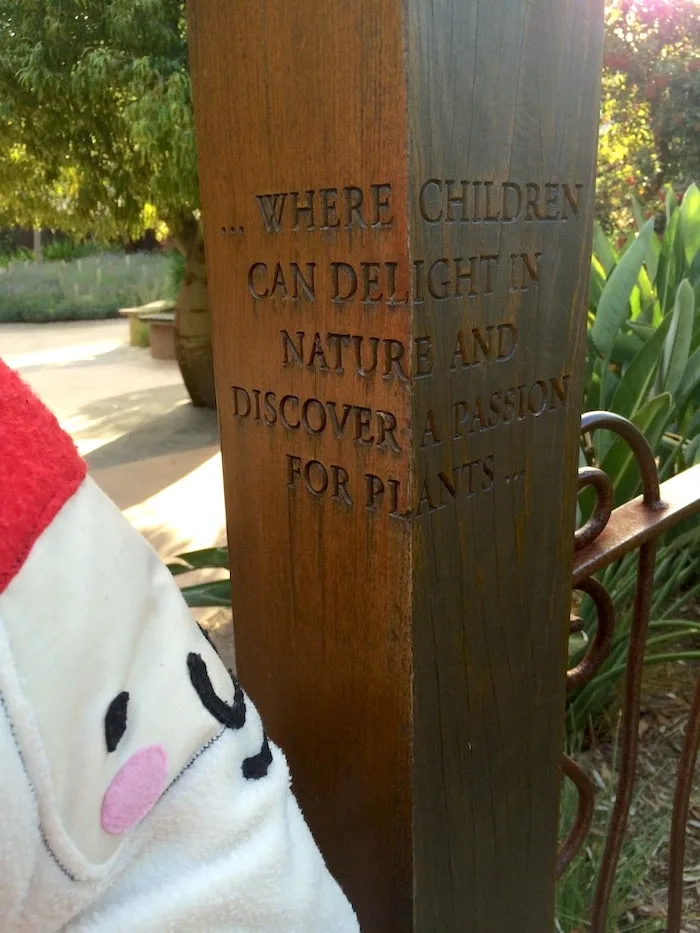 ... WHERE CHILDREN
CAN DELIGHT IN
NATURE AND
DISCOVER A PASSION
FOR PLANTS ...